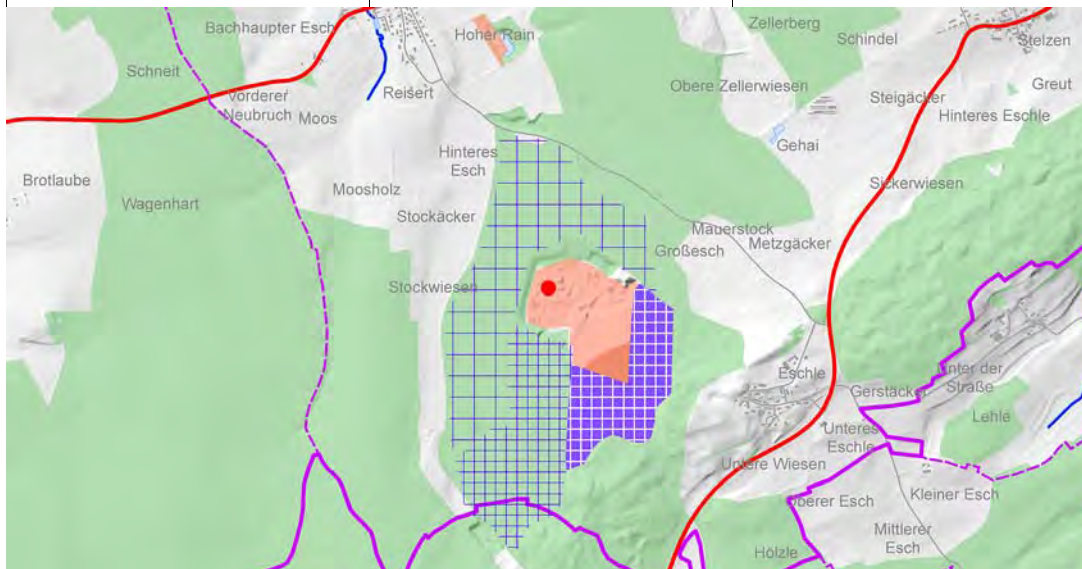 Zellerberg
Bachhaupter Esch
Hoher Rain
Schindel
Stelzen
Schneit
Obere Zellerwiesen
Greut
Reisert
Vorderer
Neubruch
Moos
Steigäcker
Hinteres Eschle
Gehai
Hinteres
Esch
Brotlaube
Moosholz
Sickerwiesen
Wagenhart
Stockäcker
Mauerstock
Großesch
Metzgäcker
Stockwiesen
Eschle
Unter der
Straße
Gerstäcker
Lehle
Unteres
Eschle
Untere Wiesen
Oberer Esch
Kleiner Esch
Mittlerer
Esch
Hölzle